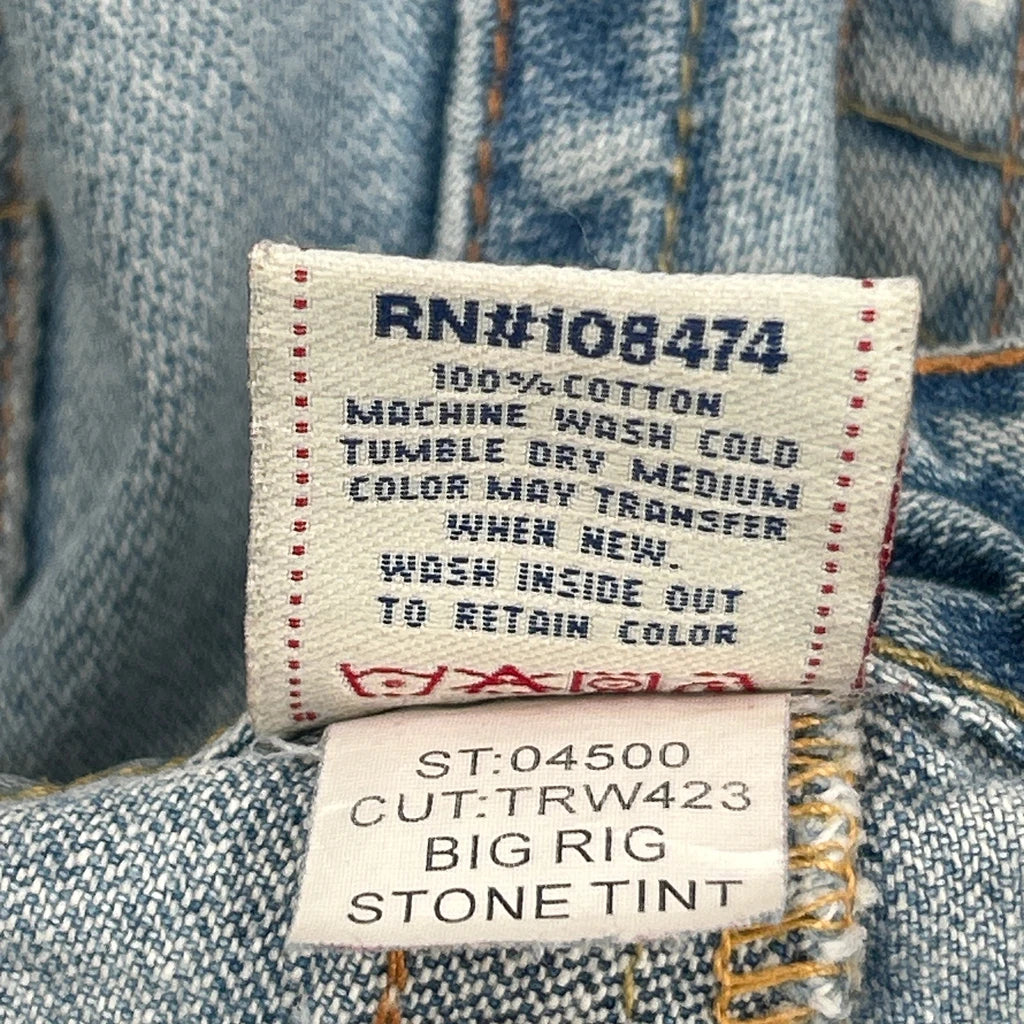 RN#108474
100% COTTON
MACHINE WASH COLD
TUMBLE DRY MEDIUM
COLOR MAY TRANSFER
WHEN NEW.
WASH INSIDE OUT
TO RETAIN COLOR
ST:04500
CUT:TRW423
BIG RIG
STONE TINT